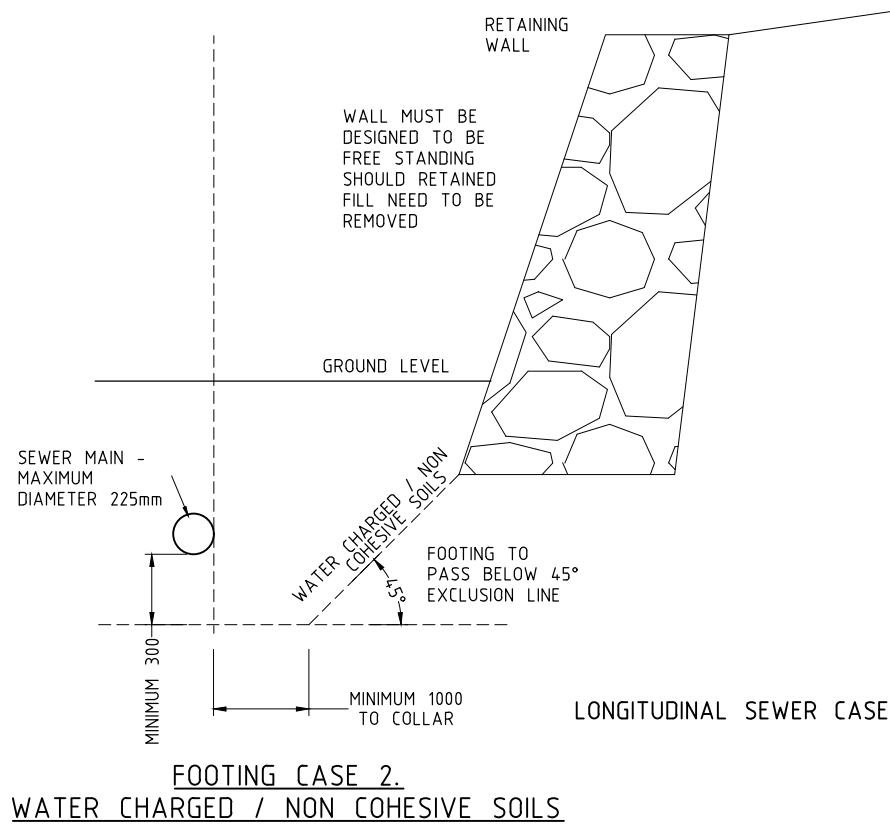 RETAINING
WALL
WALL MUST BE
DESIGNED TO BE
FREE STANDING
SHOULD RETAINED
FILL NEED TO BE
REMOVED
GROUND LEVEL
SEWER MAIN -
MAXIMUM
DIAMETER 225mm
WATER CHARGED / NON
COHESIVE SOILS
45°
FOOTING TO
PASS BELOW 45°
EXCLUSION LINE
MINIMUM 300
MINIMUM 1000
TO COLLAR
LONGITUDINAL SEWER CASE
FOOTING CASE 2.
WATER CHARGED / NON COHESIVE SOILS